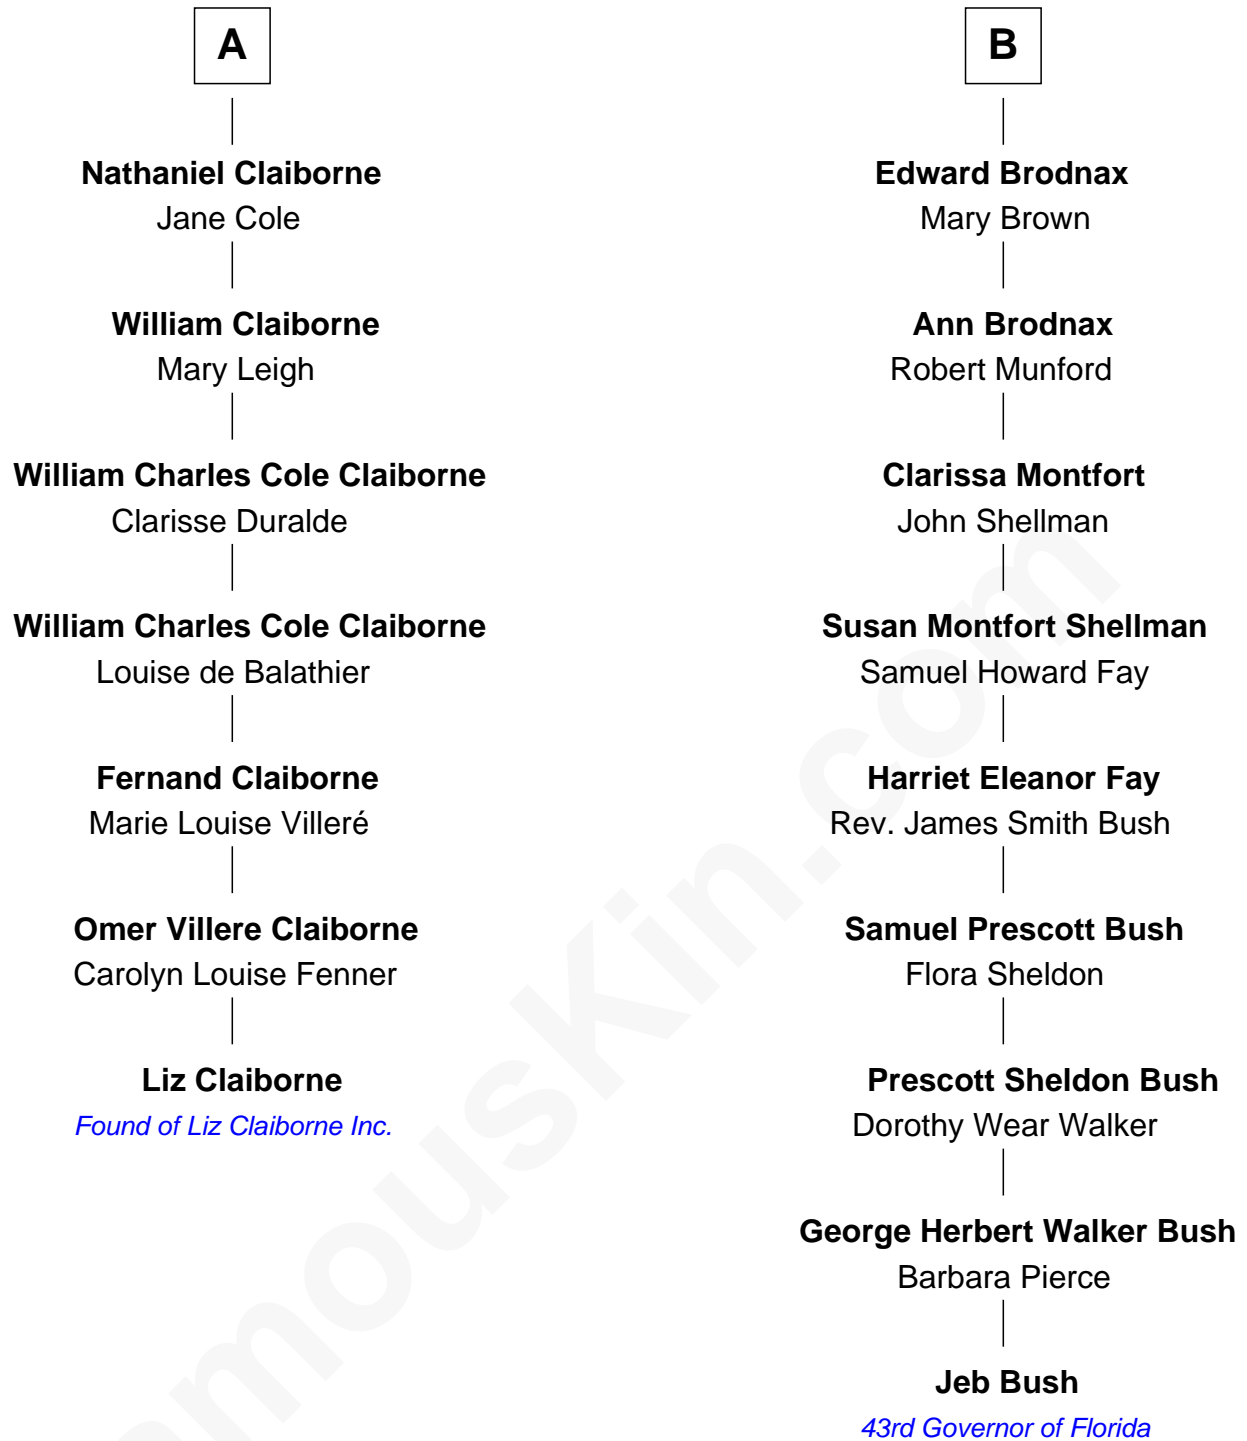 A
Nathaniel Claiborne
Jane Cole
William Claiborne
Mary Leigh
William Charles Cole Claiborne
Clarisse Duralde
William Charles Cole Claiborne
Louise de Balathier
Fernand Claiborne
Marie Louise Villeré
Omer Villere Claiborne
Carolyn Louise Fenner
Liz Claiborne
Found of Liz Claiborne Inc.
B
Edward Brodnax
Mary Brown
Ann Brodnax
Robert Munford
Clarissa Montfort
John Shellman
Susan Montfort Shellman
Samuel Howard Fay
Harriet Eleanor Fay
Rev. James Smith Bush
Samuel Prescott Bush
Flora Sheldon
Prescott Sheldon Bush
Dorothy Wear Walker
George Herbert Walker Bush
Barbara Pierce
Jeb Bush
43rd Governor of Florida
amousKin.com